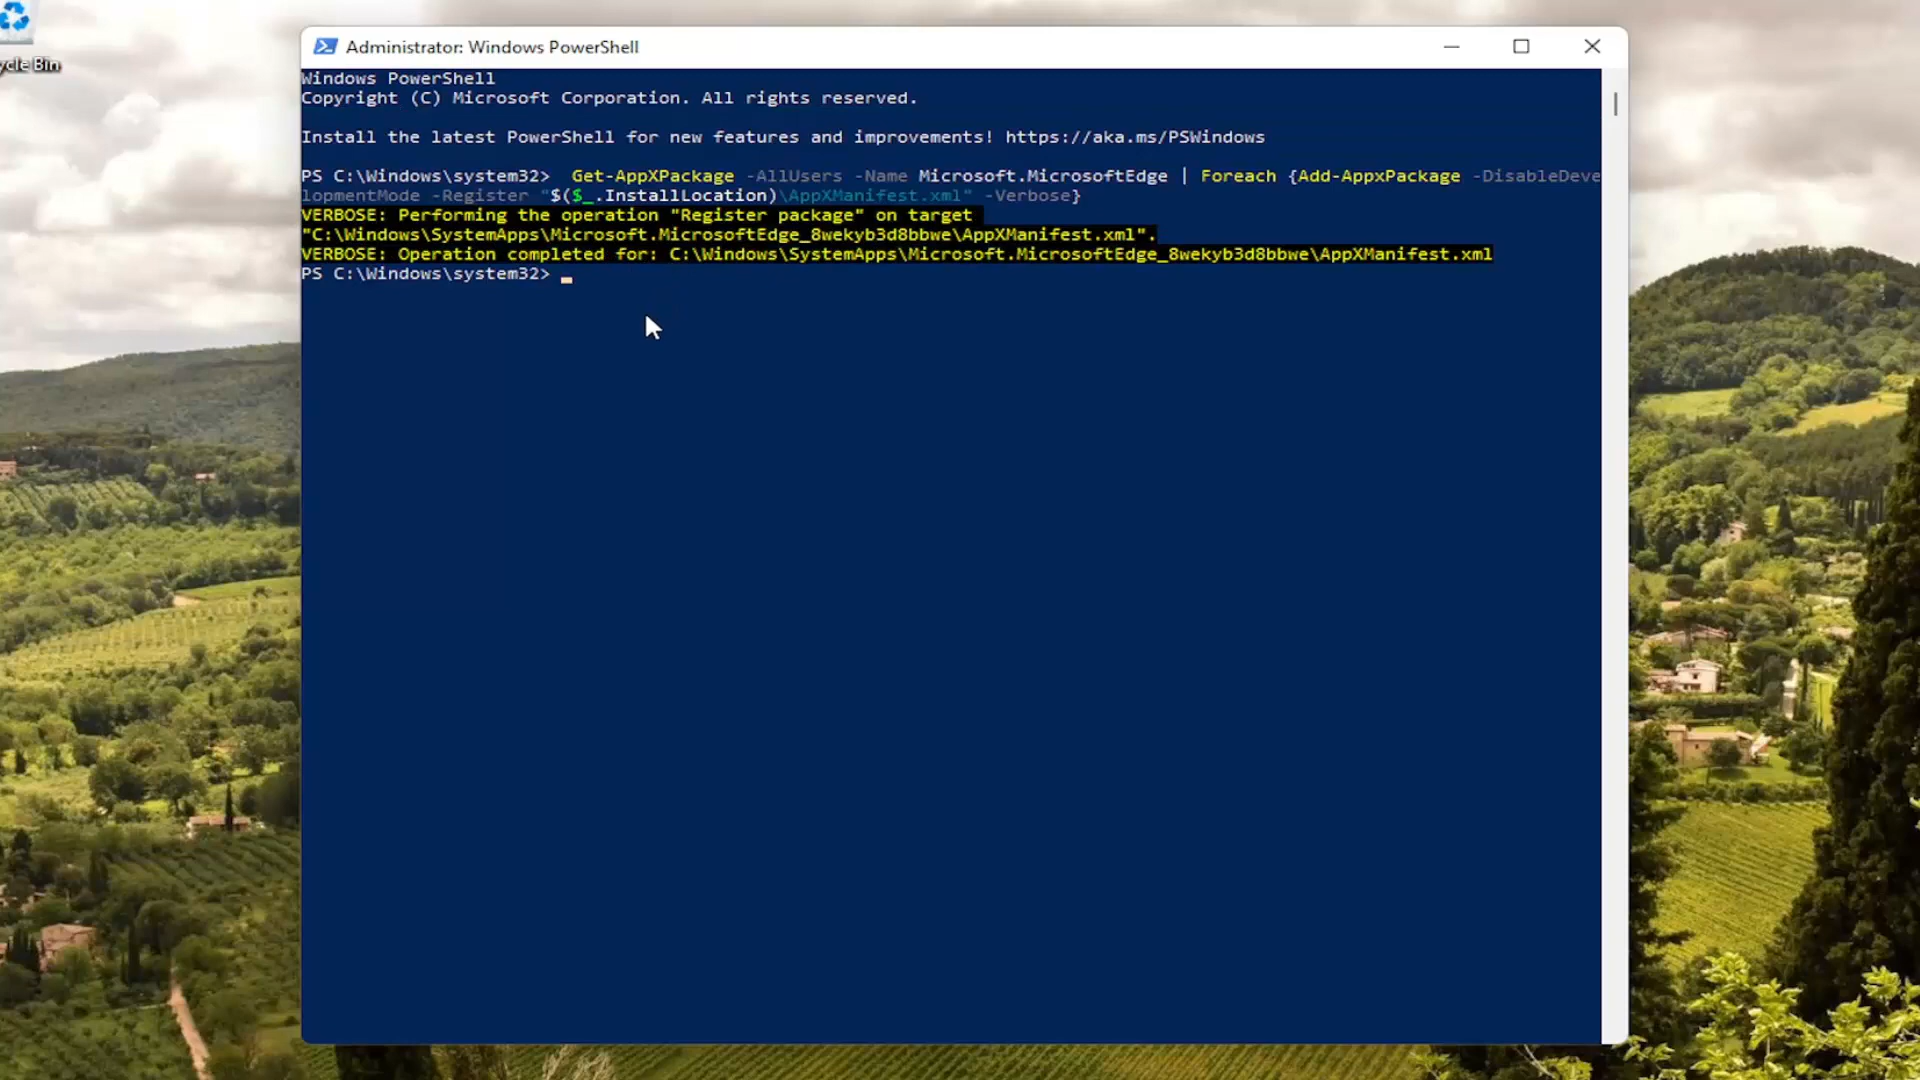 ycle Bin
Administrator: Windows PowerShell
Windows PowerShell
Copyright (C) Microsoft Corporation. All rights reserved.
Install the latest PowerShell for new features and improvements! https://aka.ms/PSWindows
PS C:\Windows\system32>  Get-AppXPackage -AllUsers -Name Microsoft.MicrosoftEdge | Foreach {Add-AppxPackage -DisableDeve
lopmentMode -Register "$($_.InstallLocation)\AppXManifest.xml" -Verbose}
VERBOSE: Performing the operation "Register package" on target
"C:\Windows\SystemApps\Microsoft.MicrosoftEdge_8wekyb3d8bbwe\AppXManifest.xml".
VERBOSE: Operation completed for: C:\Windows\SystemApps\Microsoft.MicrosoftEdge_8wekyb3d8bbwe\AppXManifest.xml
PS C:\Windows\system32>